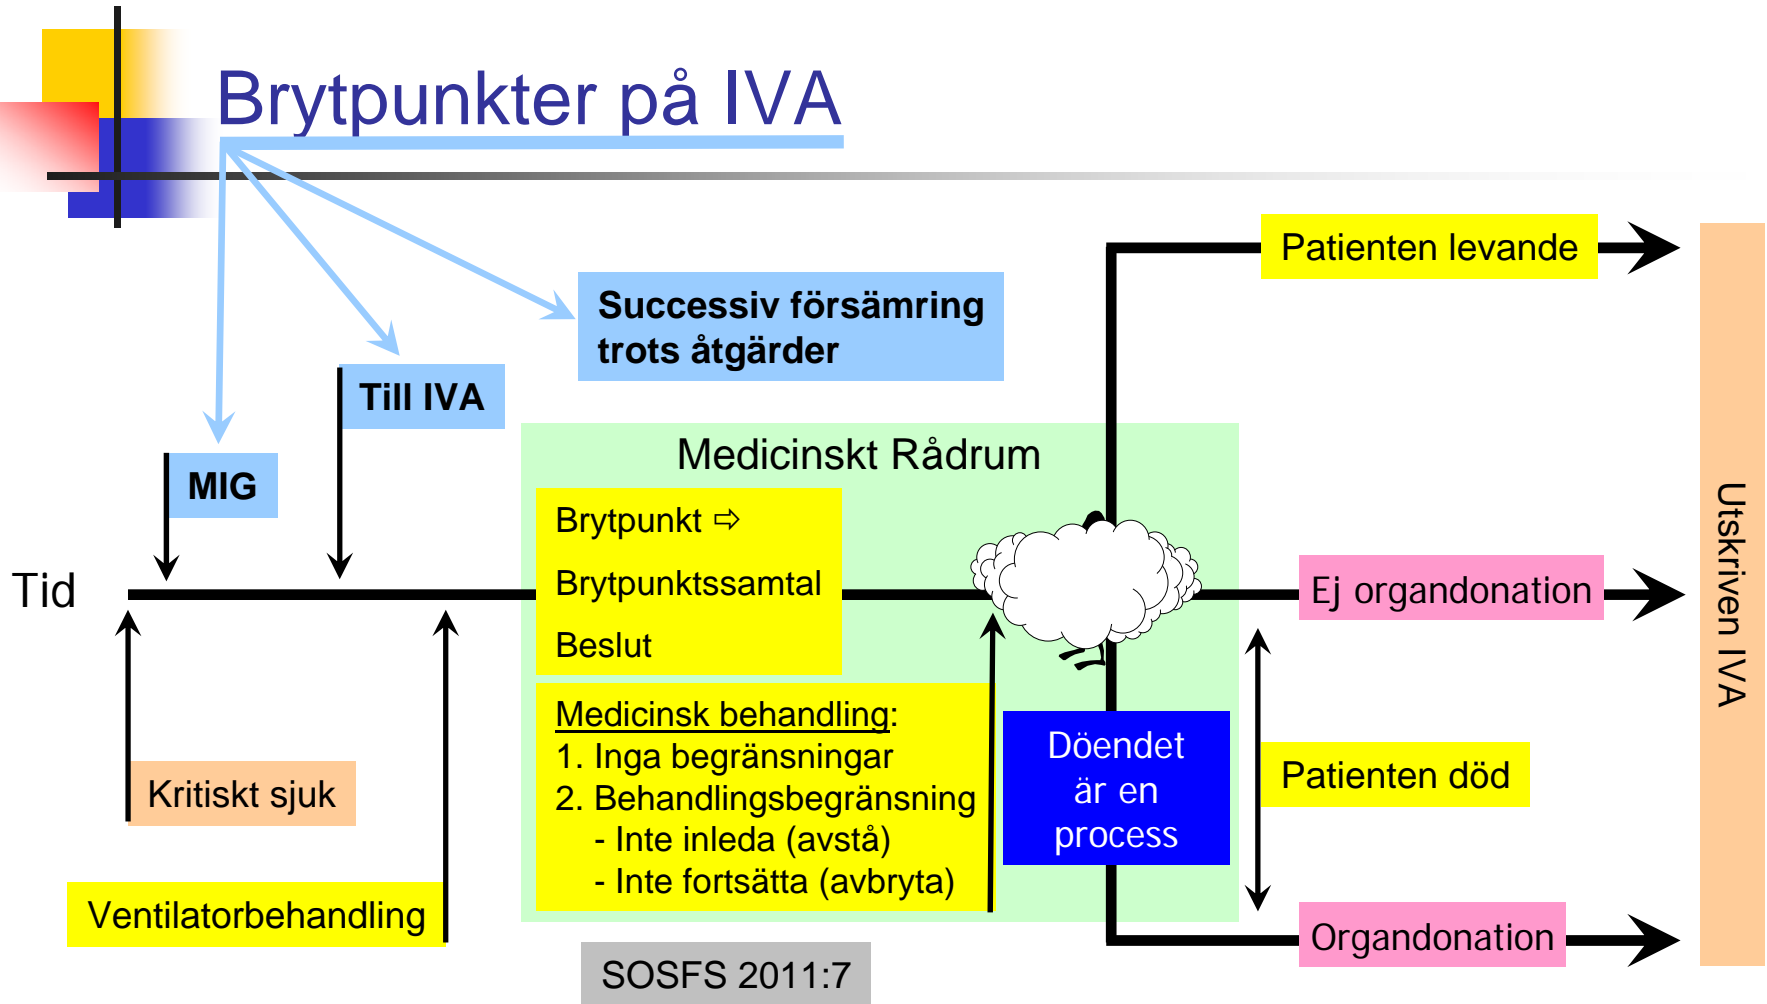 Brytpunkter på IVA
Patienten levande
Successiv försämring
trots åtgärder
Till IVA
MIG
Medicinskt Rådrum
Brytpunkt ⇨
Brytpunktssamtal
Beslut
Tid
Ej organdonation
Utskriven IVA
Medicinsk behandling:
1. Inga begränsningar
2. Behandlingsbegränsning
- Inte inleda (avstå)
- Inte fortsätta (avbryta)
Döendet
är en
process
Patienten död
Kritiskt sjuk
Ventilatorbehandling
Organdonation
SOSFS 2011:7